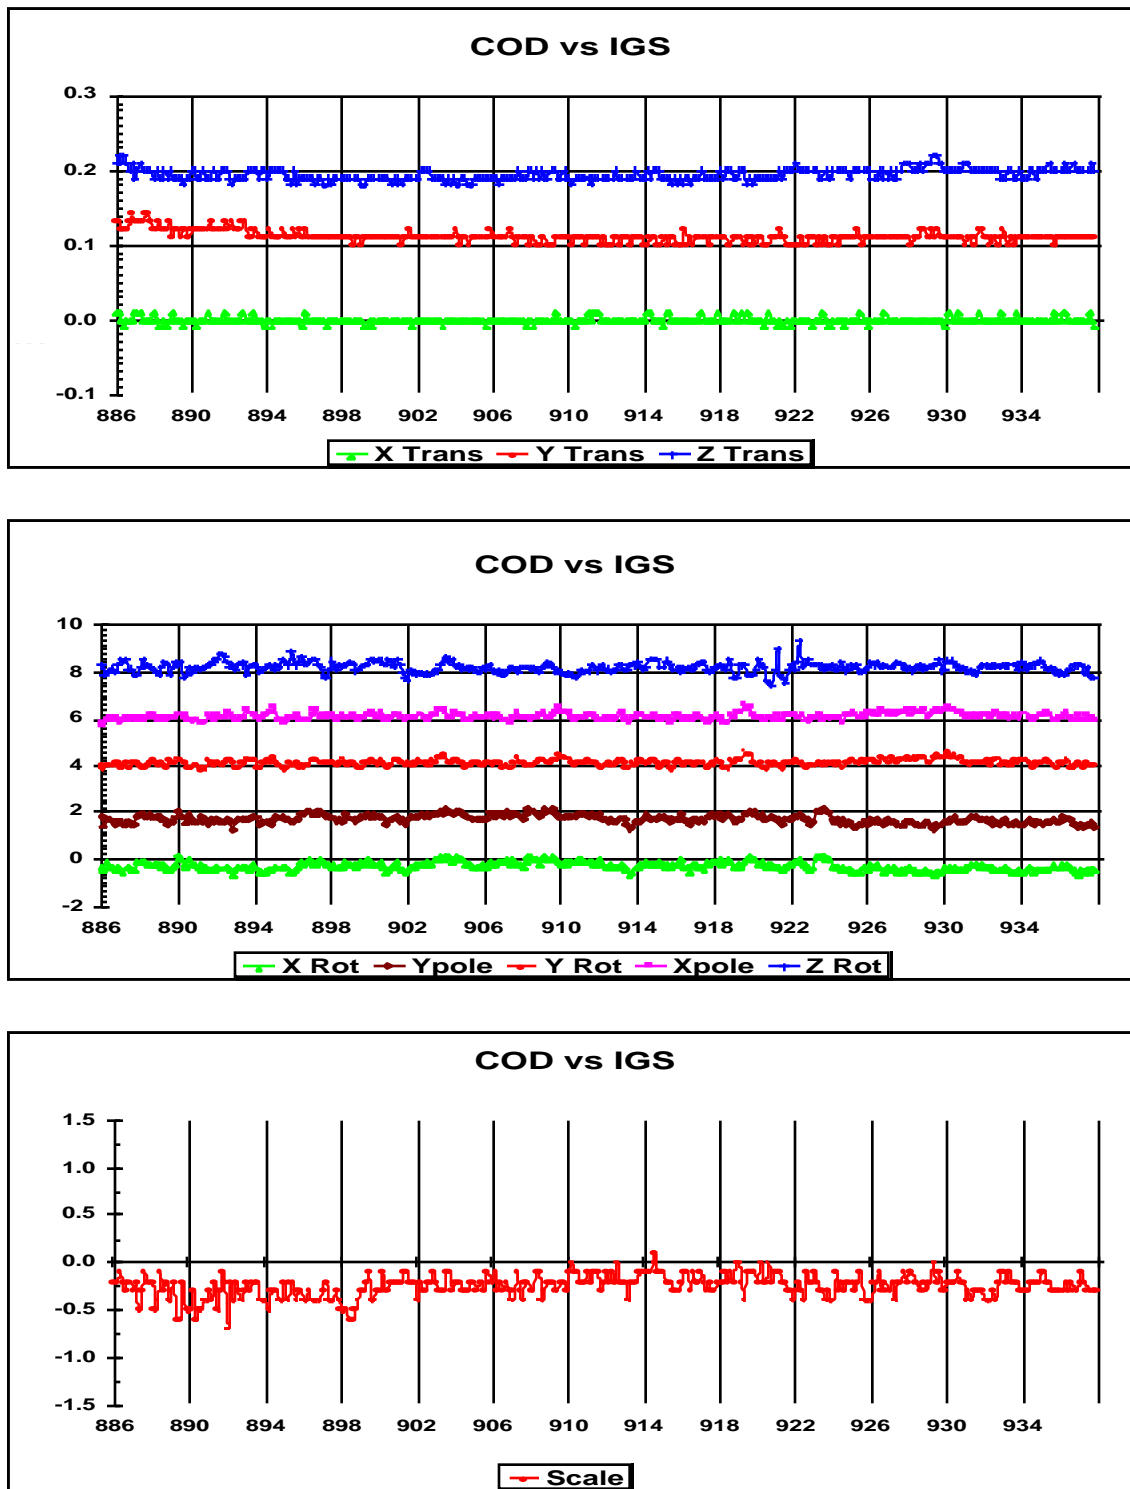 COD vs IGS
0.3
0.2
0.1
0.0
-0.1
886 890 894 898 902 906 910 914 918 922 926 930 934
X Trans Y Trans Z Trans
COD vs IGS
10
8
6
4
2
0
-2
886 890 894 898 902 906 910 914 918 922 926 930 934
X Rot Ypole Y Rot Xpole Z Rot
COD vs IGS
1.5
1.0
0.5
0.0
-0.5
-1.0
-1.5
886 890 894 898 902 906 910 914 918 922 926 930 934
Scale